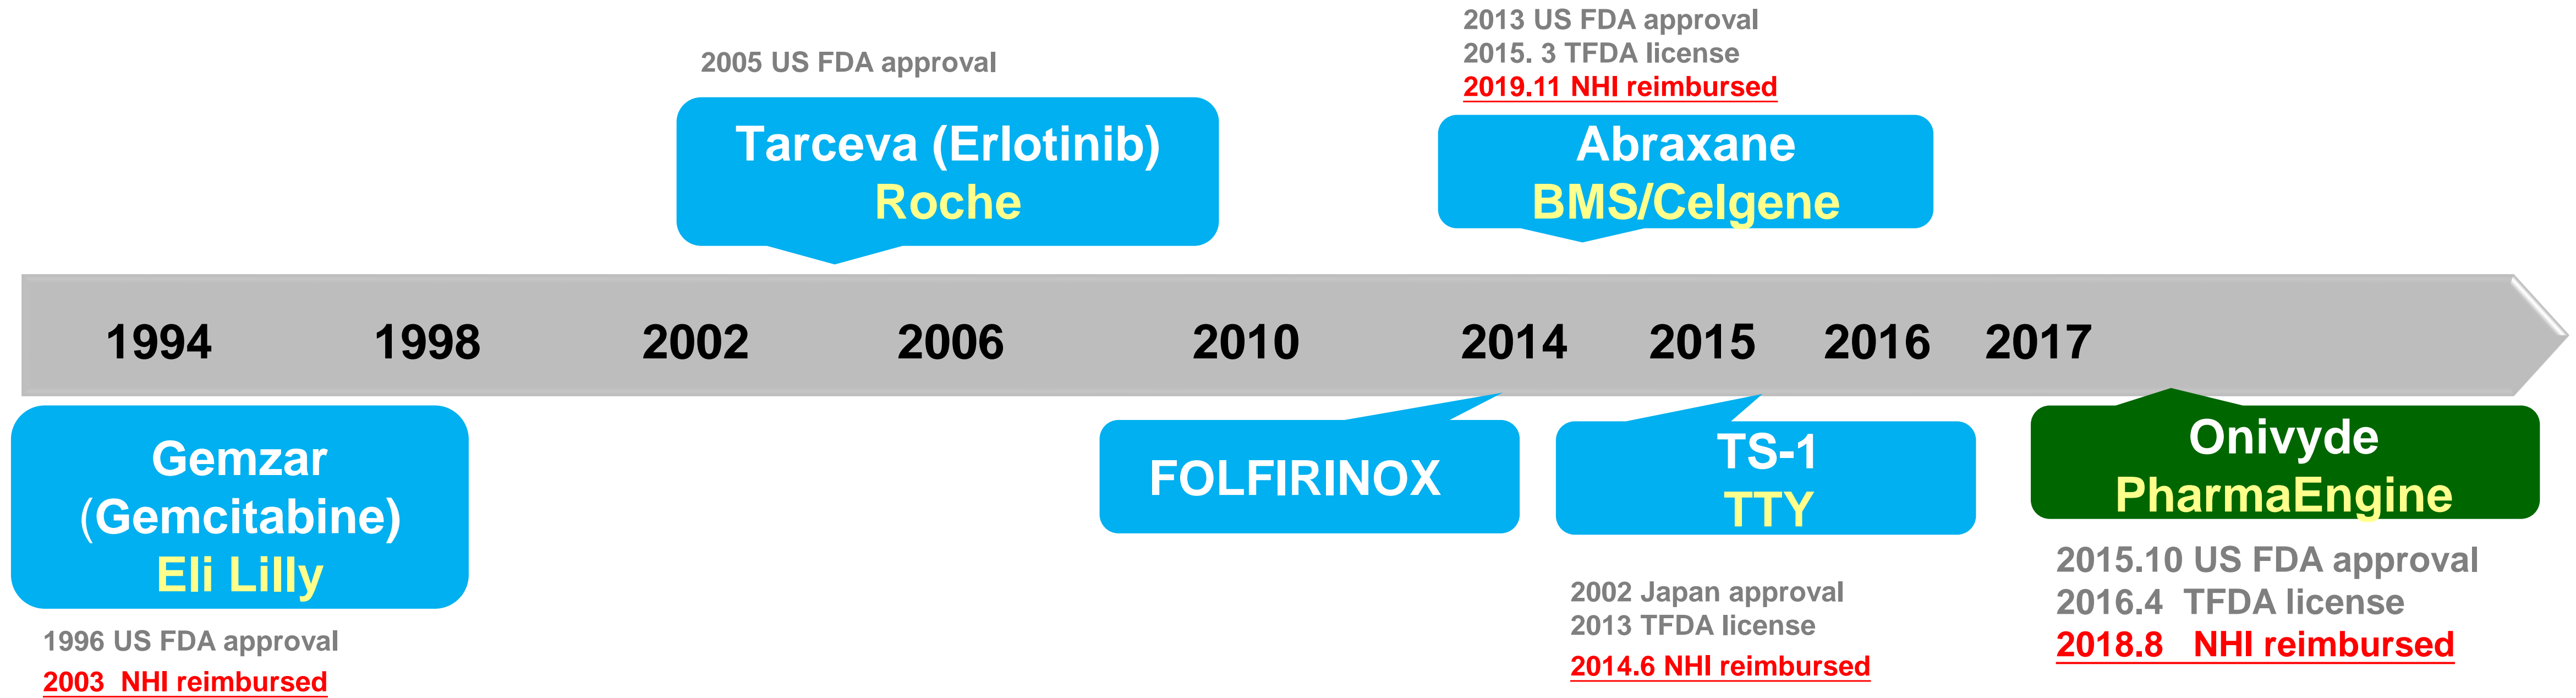 2005 US FDA approval
Tarceva (Erlotinib)
Roche
2013 US FDA approval
2015. 3 TFDA license
2019.11 NHI reimbursed
Abraxane
BMS/Celgene
1994 1998 2002 2006 2010 2014 2015 2016 2017
Gemzar
(Gemcitabine)
Eli Lilly
1996 US FDA approval
2003 NHI reimbursed
FOLFIRINOX
TS-1
TTY
2002 Japan approval
2013 TFDA license
2014.6 NHI reimbursed
Onivyde
PharmaEngine
2015.10 US FDA approval
2016.4 TFDA license
2018.8 NHI reimbursed